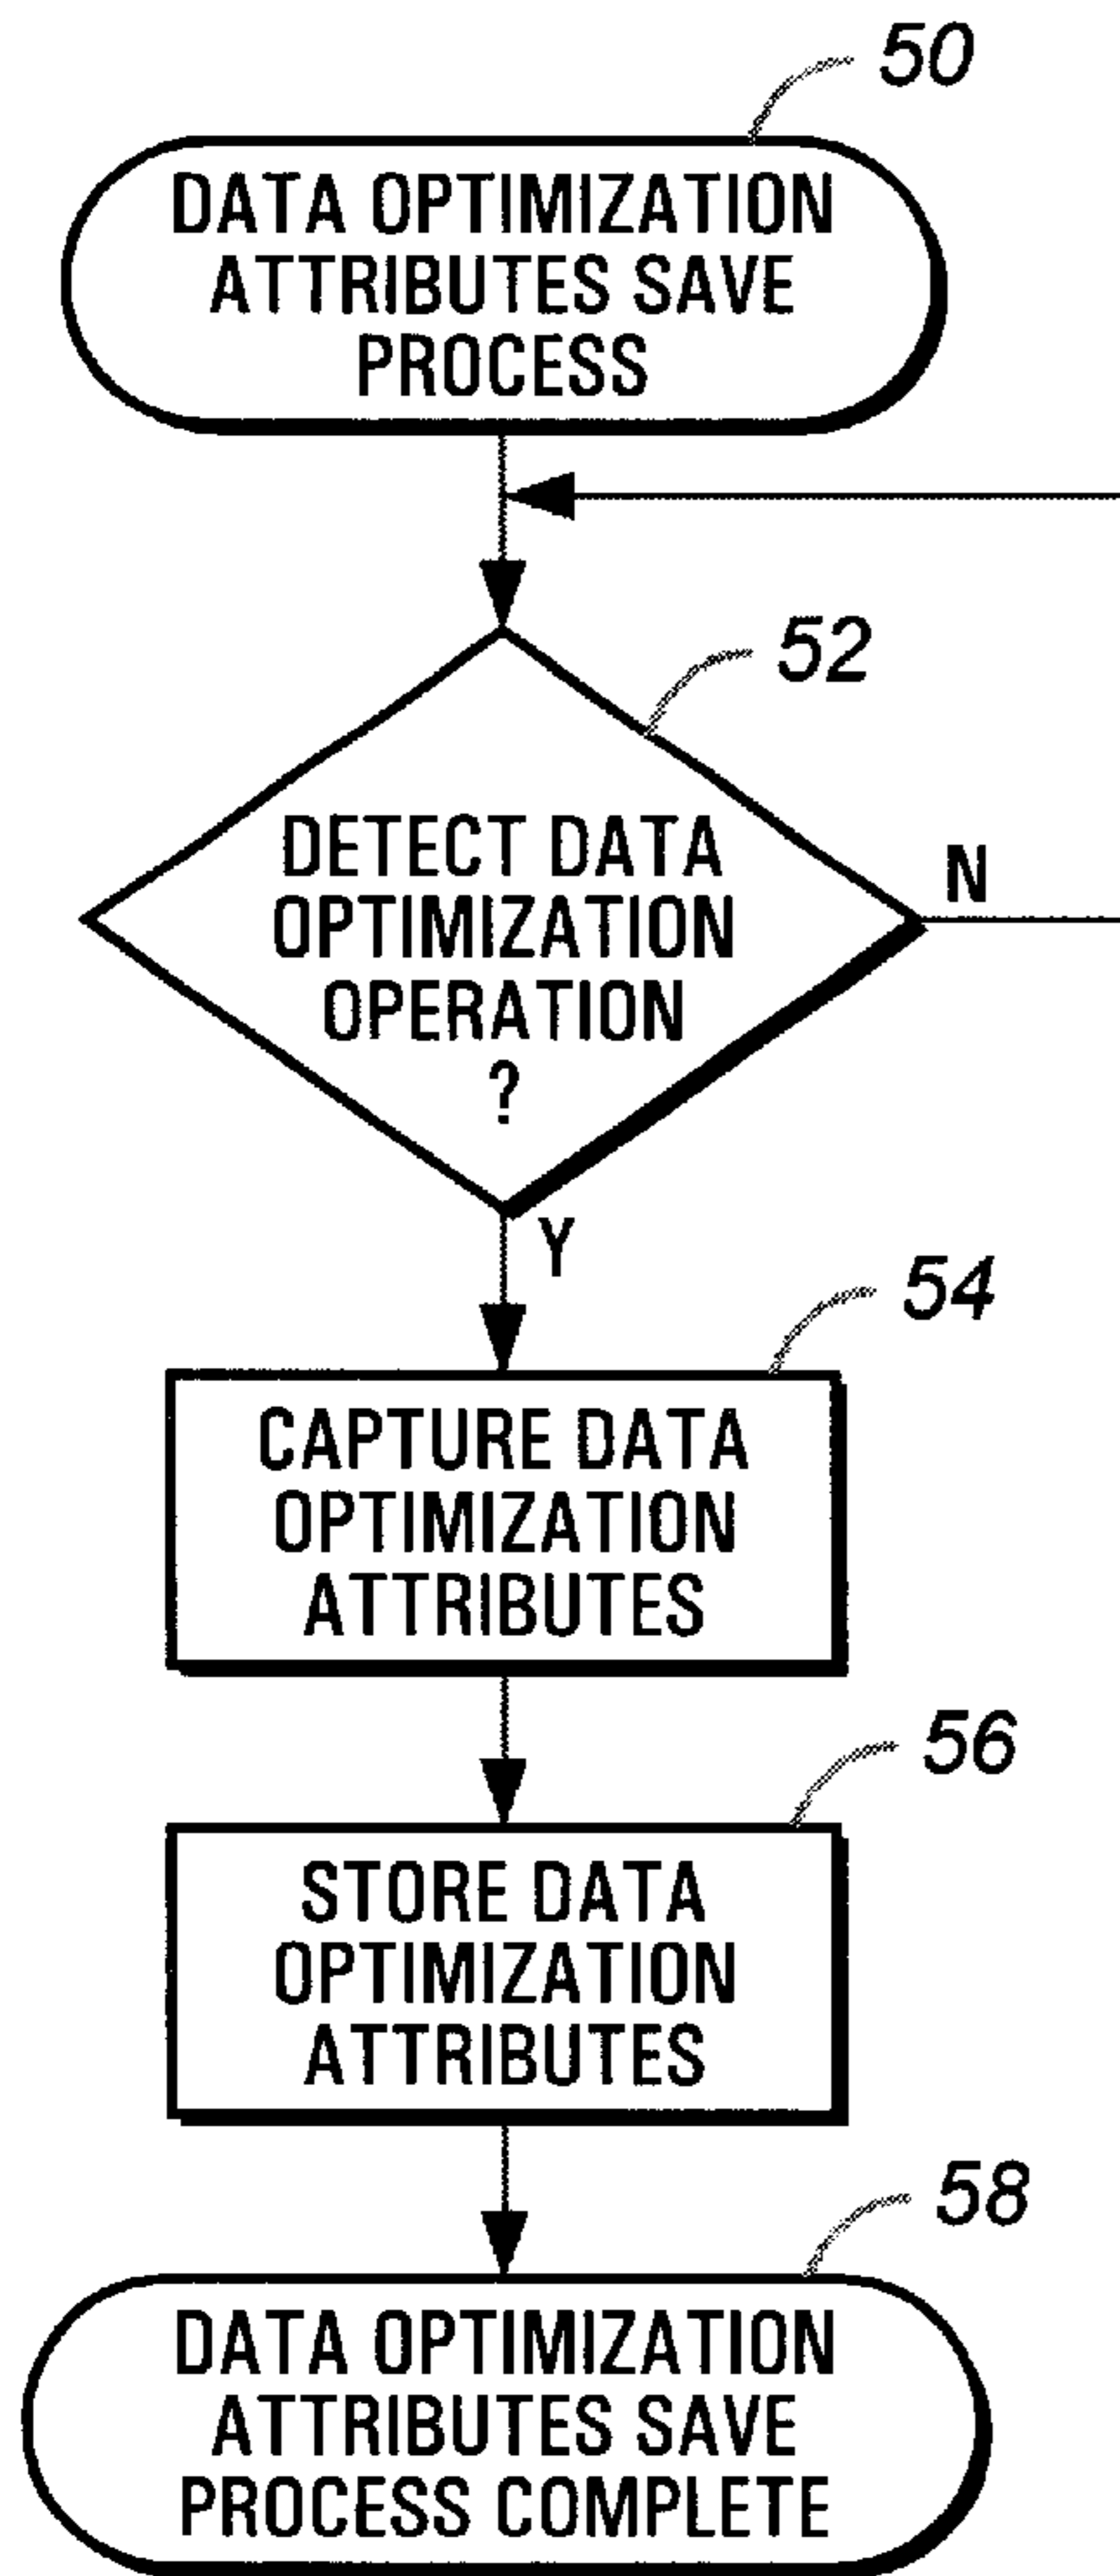 50
DATA OPTIMIZATION
ATTRIBUTES SAVE
PROCESS
52
DETECT DATA
OPTIMIZATION
OPERATION
?
N
Y
54
CAPTURE DATA
OPTIMIZATION
ATTRIBUTES
56
STORE DATA
OPTIMIZATION
ATTRIBUTES
58
DATA OPTIMIZATION
ATTRIBUTES SAVE
PROCESS COMPLETE